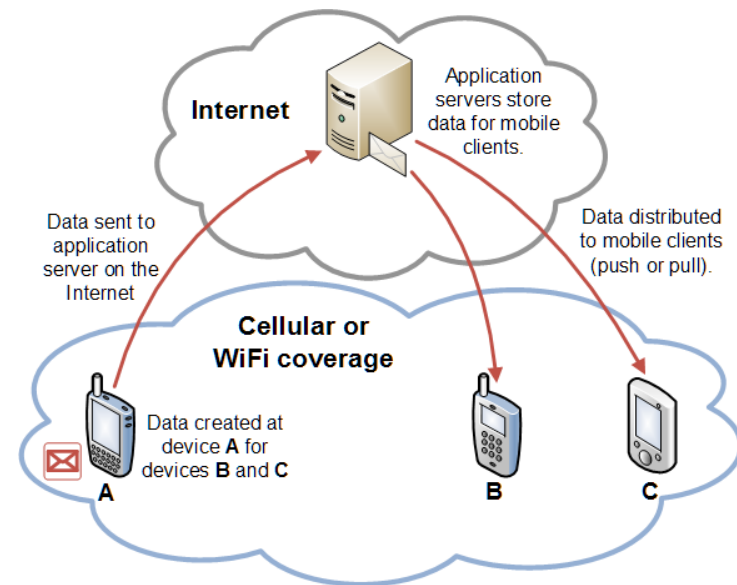 Internet
Application
servers store
data for mobile
clients.
Data sent to
application
server on the
Internet
Data distributed
to mobile clients
(push or pull).
Cellular or
WiFi coverage
Data created at
device A for
devices B and C
A
B
C